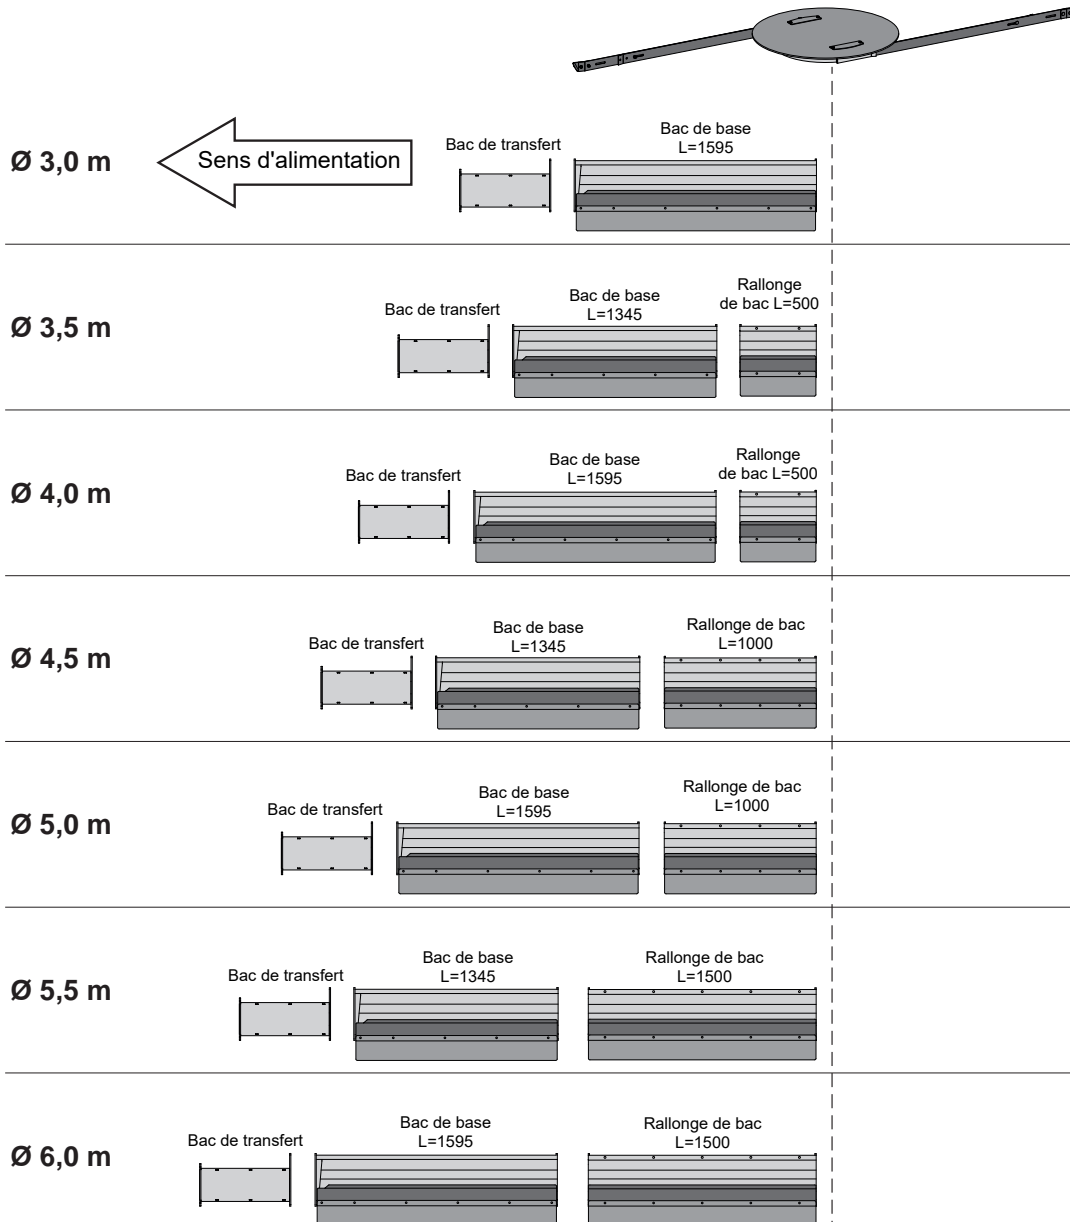 Ø 3,0 m
Sens d'alimentation
Bac de transfert
Bac de base
L=1595
Ø 3,5 m
Bac de transfert
Bac de base
L=1345
Rallonge
de bac L=500
Ø 4,0 m
Bac de transfert
Bac de base
L=1595
Rallonge
de bac L=500
Ø 4,5 m
Bac de transfert
Bac de base
L=1345
Rallonge de bac
L=1000
Ø 5,0 m
Bac de transfert
Bac de base
L=1595
Rallonge de bac
L=1000
Ø 5,5 m
Bac de transfert
Bac de base
L=1345
Rallonge de bac
L=1500
Ø 6,0 m
Bac de transfert
Bac de base
L=1595
Rallonge de bac
L=1500